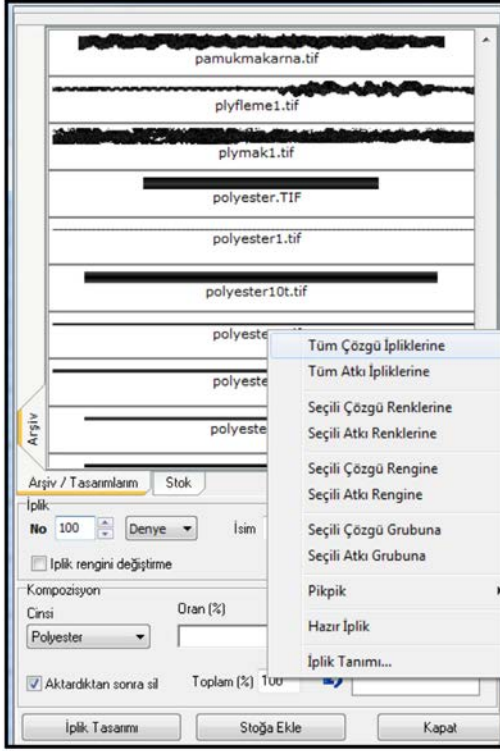 pamukmakarna.tif
plyfleme1.tif
plymak1.tif
polyester.TIF
polyester1.tif
polyester10t.tif
Arşiv
Arşiv / Tasarımlarım
Stok
Tüm Çözgü İpliklerine
Tüm Atkı İpliklerine
Seçili Çözgü Renklerine
Seçili Atkı Renklerine
Seçili Çözgü Rengine
Seçili Atkı Rengine
Seçili Çözgü Grubuna
Seçili Atkı Grubuna
Pikpik
Hazır İplik
İplik Tanımı...
İplik
No 100 Denye İsim
İplik rengini değiştirme
Kompozisyon
Cinsi Oran (%)
Polyester
Aktardıktan sonra sil Toplam (%) 100
İplik Tasarımı Stoğa Ekle Kapat